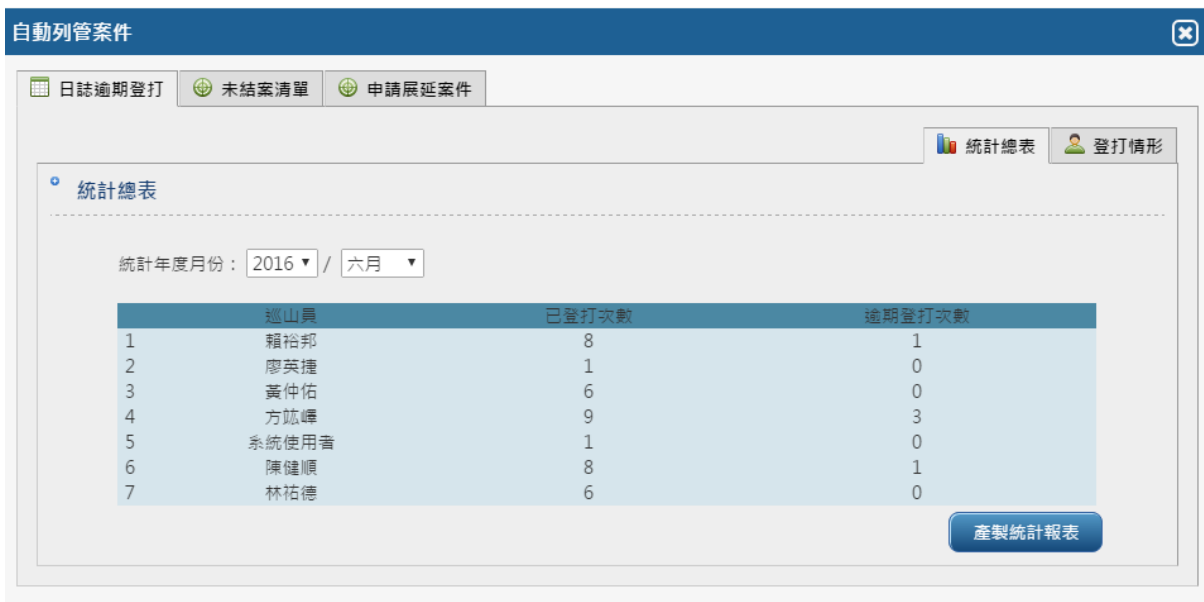 自動列管案件
日誌逾期登打 未結案清單 申請展延案件
統計總表 登打情形
統計總表
統計年度月份： 2016 / 六月
巡山員 已登打次數 逾期登打次數
1 賴裕邦 8 1
2 廖英捷 1 0
3 黃仲佑 6 0
4 方竑嶧 9 3
5 系統使用者 1 0
6 陳健順 8 1
7 林祐德 6 0
產製統計報表